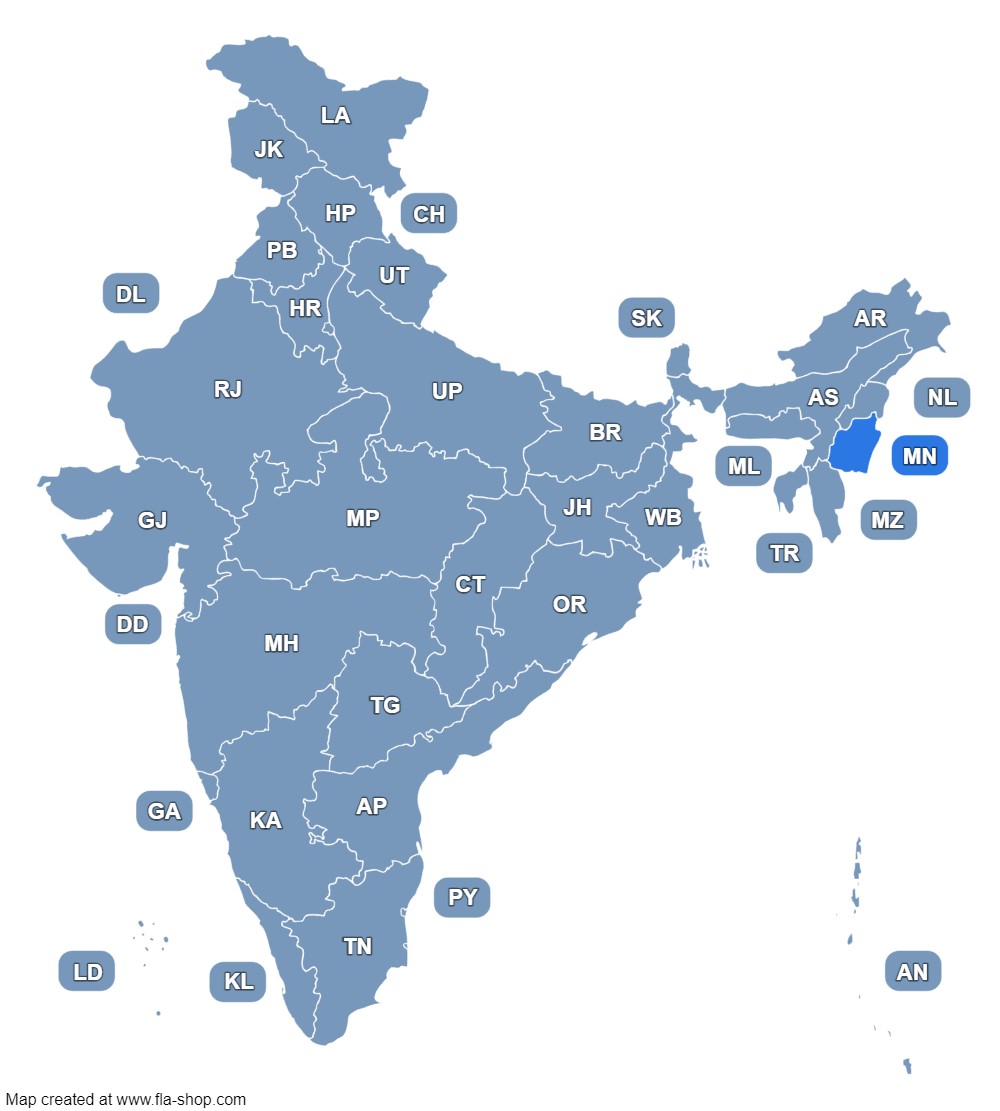 LA
JK
HP
CH
PB
UT
DL
HR
SK
AR
RJ
UP
AS
NL
BR
MN
ML
GJ
MP
JH
WB
MZ
TR
CT
OR
DD
MH
TG
GA
KA
AP
PY
TN
LD
KL
AN
Map created at www.fla-shop.com